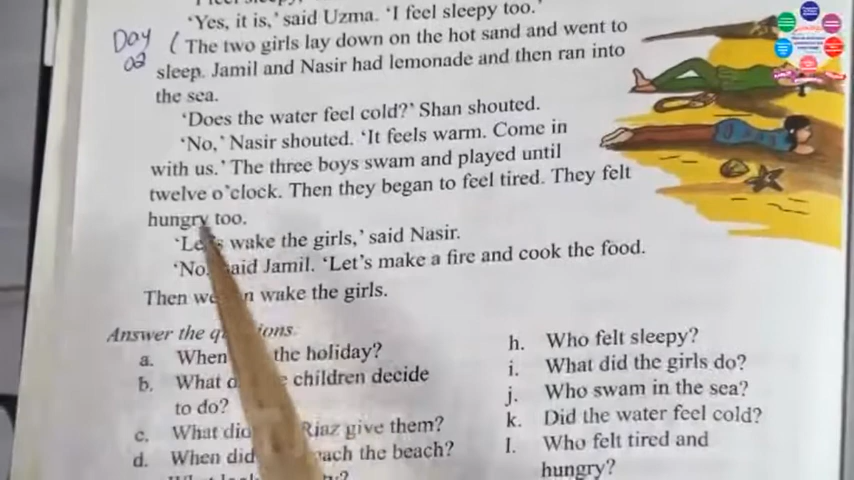 'Yes, it is,' said Uzma. 'I feel sleepy too.'
Day 02
The two girls lay down on the hot sand and went to
sleep. Jamil and Nasir had lemonade and then ran into
the sea.
'Does the water feel cold?' Shan shouted.
'No,' Nasir shouted. 'It feels warm. Come in
with us.' The three boys swam and played until
twelve o'clock. Then they began to feel tired. They felt
hungry too.
'Let's wake the girls,' said Nasir.
'No, said Jamil. 'Let's make a fire and cook the food.
Then we wake the girls.
Answer the questions.
a. When the holiday?
b. What children decide
to do?
c. What did Riaz give them?
d. When did reach the beach?
h. Who felt sleepy?
i. What did the girls do?
j. Who swam in the sea?
k. Did the water feel cold?
l. Who felt tired and
hungry?